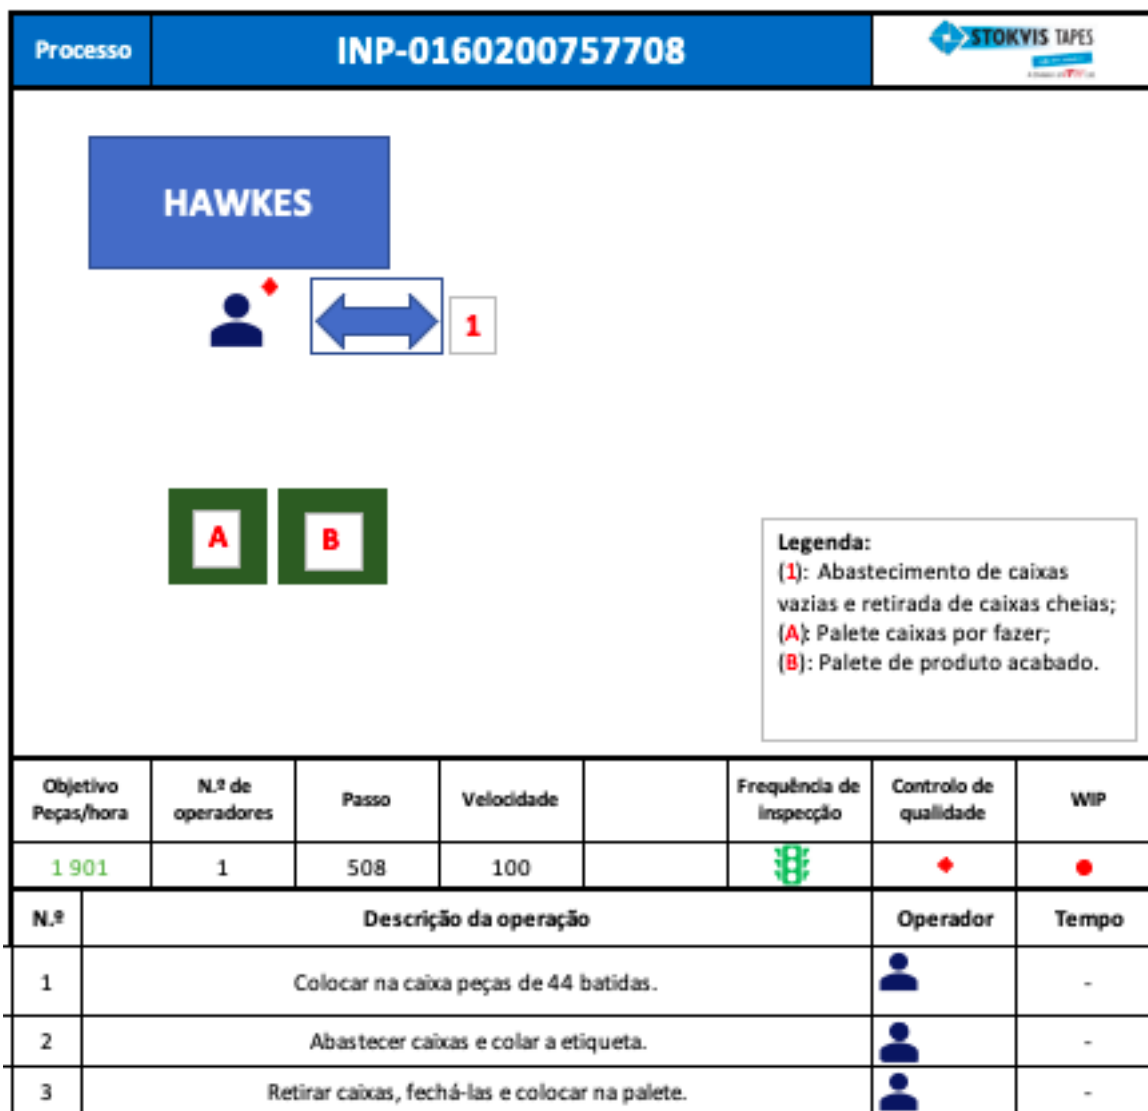 Processo
INP-0160200757708
STOKVIS TAPES
HAWKES
1
A
B
Legenda:
(1): Abastecimento de caixas
vazias e retirada de caixas cheias;
(A): Palete caixas por fazer;
(B): Palete de produto acabado.
Objetivo
Peças/hora
N.º de
operadores
Passo
Velocidade
Frequência de
inspecção
Controlo de
qualidade
WIP
1 901
1
508
100
N.º
Descrição da operação
Operador
Tempo
1
Colocar na caixa peças de 44 batidas.
-
2
Abastecer caixas e colar a etiqueta.
-
3
Retirar caixas, fechá-las e colocar na palete.
-